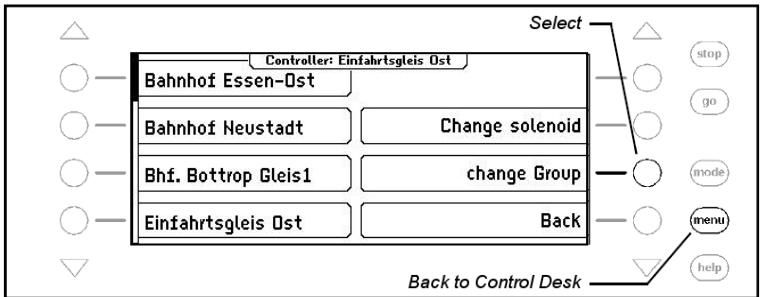 Select
Controller: Einfahrtsgleis Ost
stop
Bahnhof Essen-Ost
go
Bahnhof Neustadt
Change solenoid
Bhf. Bottrop Gleis1
change Group
mode
Einfahrtsgleis Ost
Back
menu
help
Back to Control Desk